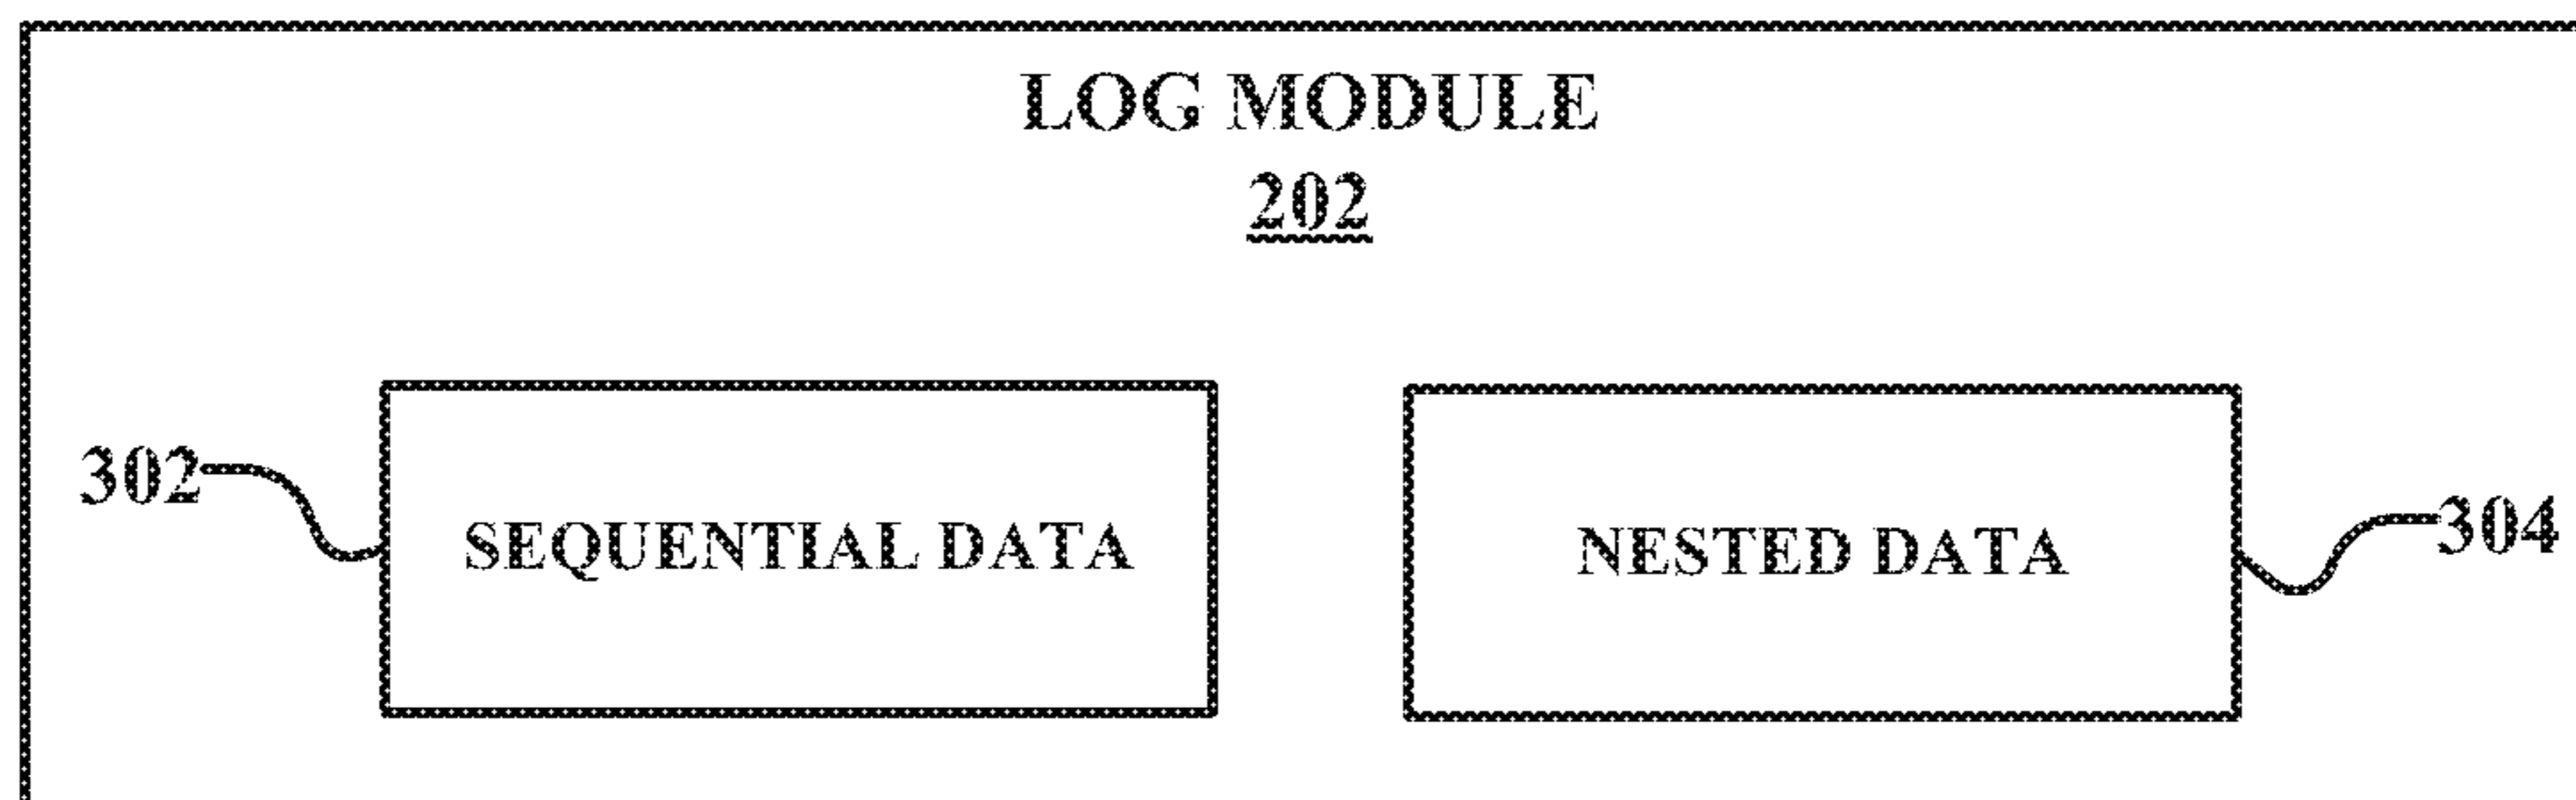 LOG MODULE
202
302
SEQUENTIAL DATA
NESTED DATA
304